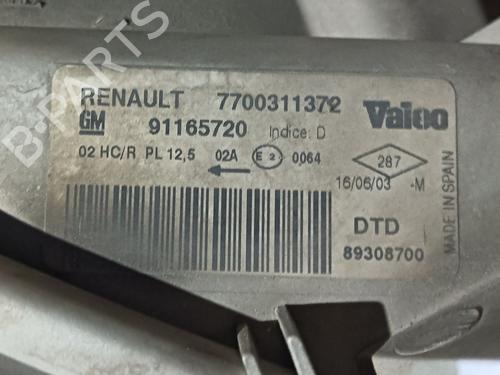 B-PARTS
RENAULT 7700311372 Valeo
GM 91165720 Indice: D
02 HC/R PL 12,5 02A E2 0064 287
16/06/03 -M
DTD
89308700
MADE IN SPAIN